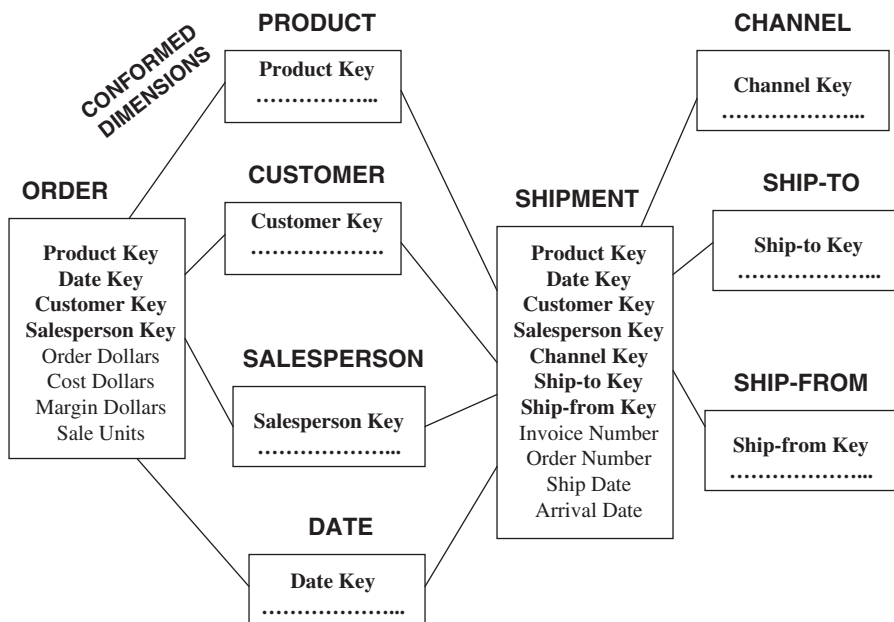 CONFORMED
DIMENSIONS
PRODUCT
Product Key
……………...
CUSTOMER
Customer Key
…………….
SALESPERSON
Salesperson Key
………………...
DATE
Date Key
………………...
ORDER
Product Key
Date Key
Customer Key
Salesperson Key
Order Dollars
Cost Dollars
Margin Dollars
Sale Units
SHIPMENT
Product Key
Date Key
Customer Key
Salesperson Key
Channel Key
Ship-to Key
Ship-from Key
Invoice Number
Order Number
Ship Date
Arrival Date
CHANNEL
Channel Key
………………...
SHIP-TO
Ship-to Key
………………...
SHIP-FROM
Ship-from Key
………………...